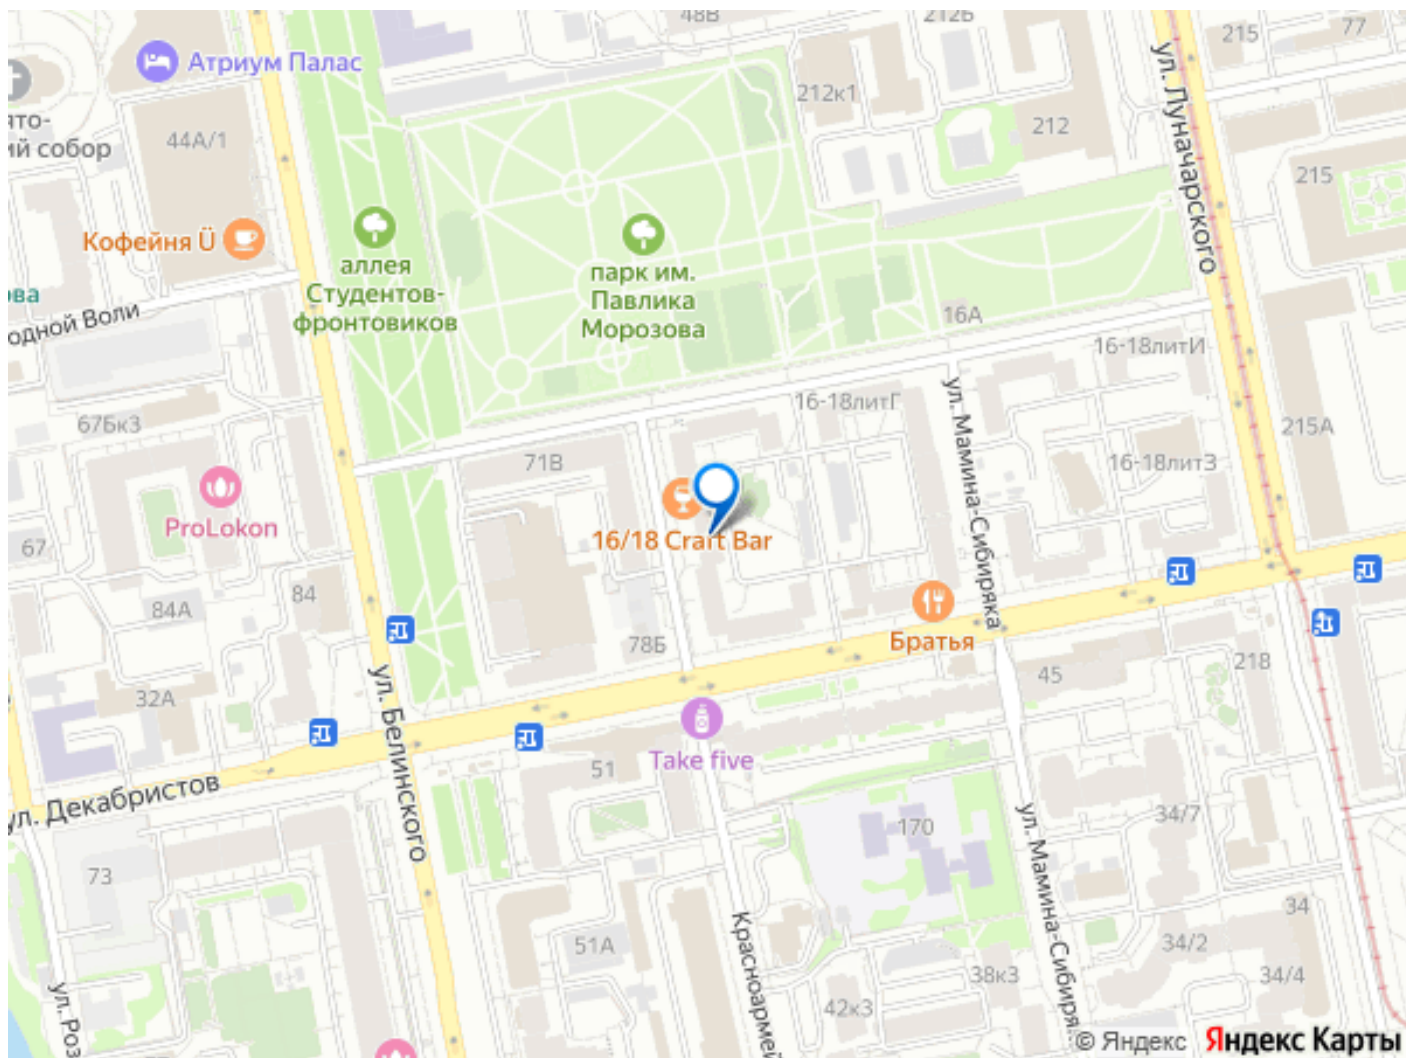 48В
212Б
215
77
Атриум Палас
212к1
212
44А/1
ято-
ий собор
ул. Луначарского
215
Кофейня Ü
аллея
Студентов-
фронтовиков
парк им.
Павлика
Морозова
ова
одной Воли
16А
16-18литИ
16-18литГ
67Бк3
215А
71В
16-18лит3
ул. Мамина-Сибиряка
ProLokon
16/18 Craft Bar
67
84
84А
78Б
Братья
45
218
32А
ул. Белинского
Take five
51
ул. Декабристов
170
34/7
73
ул. Мамина-Сибиря..
34
51А
Красноармей
34/2
38к3
34/4
42к3
ул. Роз
© Яндекс Яндекс Карты